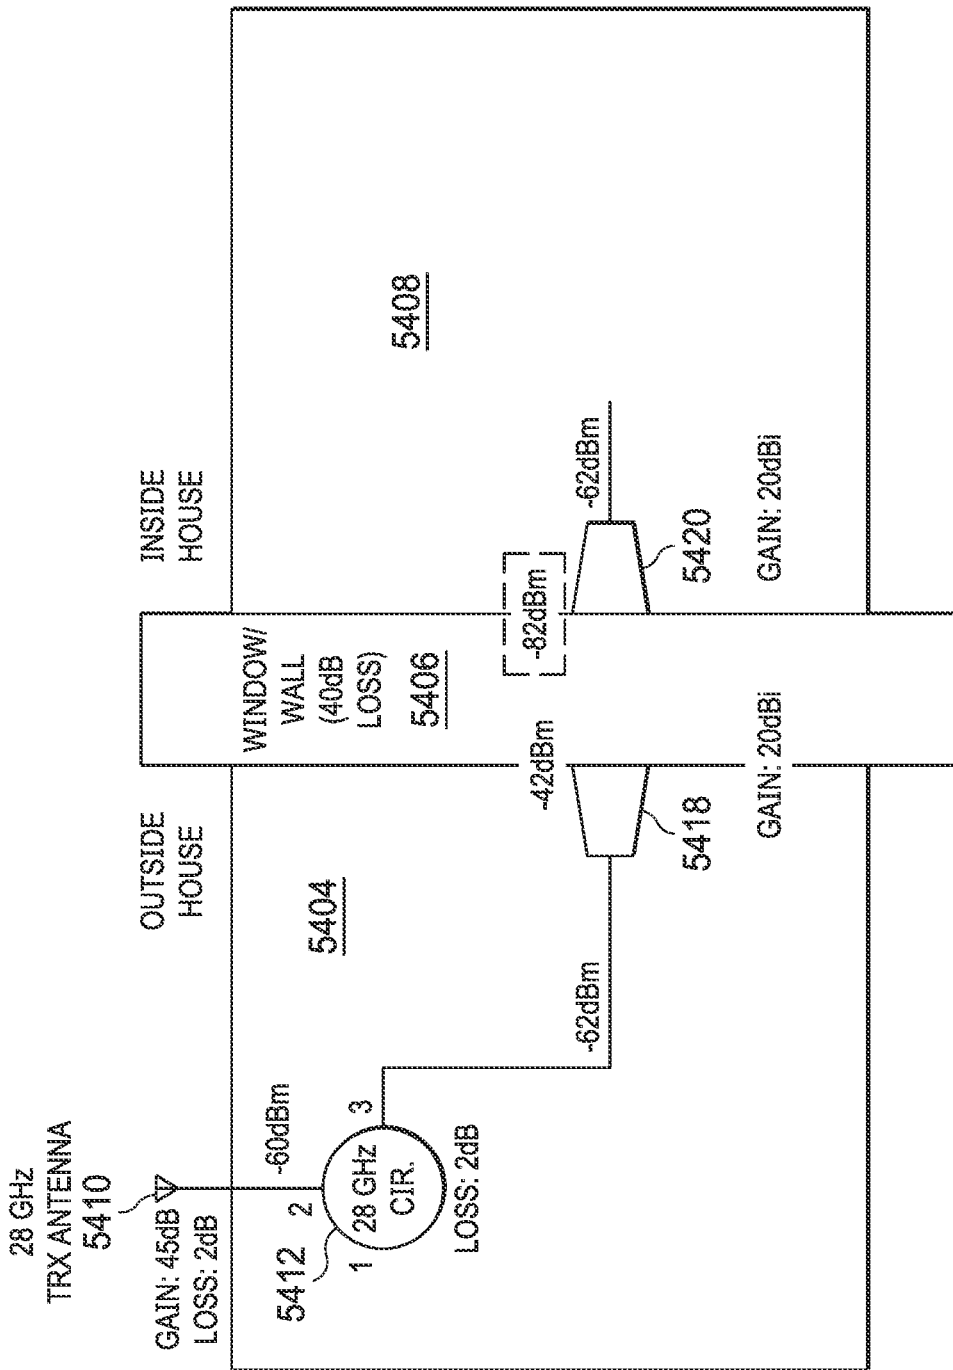 28 GHz
TRX ANTENNA
5410
GAIN: 45dB
LOSS: 2dB
OUTSIDE
HOUSE
INSIDE
HOUSE
5412
1
2
3
28 GHz
CIR.
LOSS: 2dB
-60dBm
5404
-62dBm
WINDOW/
WALL
(40dB
LOSS)
5406
-42dBm
5418
GAIN: 20dBi
-82dBm
5408
-62dBm
5420
GAIN: 20dBi